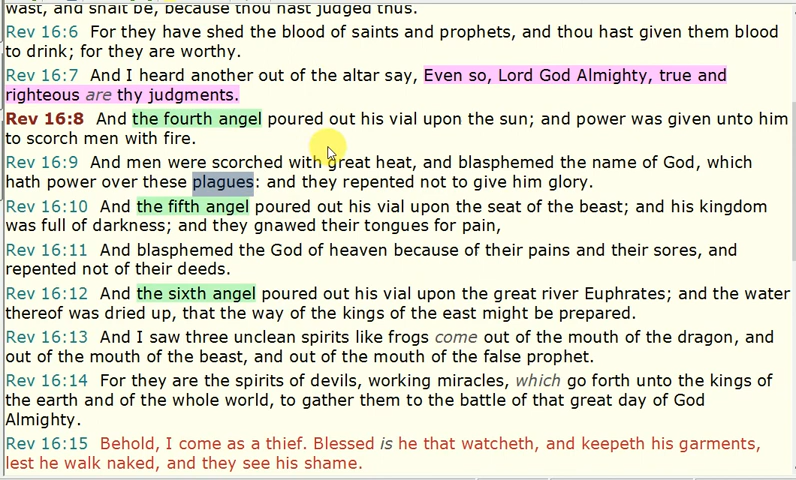 wast, and shalt be, because thou hast judged thus.
Rev 16:6 For they have shed the blood of saints and prophets, and thou hast given them blood
to drink; for they are worthy.
Rev 16:7 And I heard another out of the altar say, Even so, Lord God Almighty, true and
righteous are thy judgments.
Rev 16:8 And the fourth angel poured out his vial upon the sun; and power was given unto him
to scorch men with fire.
Rev 16:9 And men were scorched with great heat, and blasphemed the name of God, which
hath power over these plagues: and they repented not to give him glory.
Rev 16:10 And the fifth angel poured out his vial upon the seat of the beast; and his kingdom
was full of darkness; and they gnawed their tongues for pain,
Rev 16:11 And blasphemed the God of heaven because of their pains and their sores, and
repented not of their deeds.
Rev 16:12 And the sixth angel poured out his vial upon the great river Euphrates; and the water
thereof was dried up, that the way of the kings of the east might be prepared.
Rev 16:13 And I saw three unclean spirits like frogs come out of the mouth of the dragon, and
out of the mouth of the beast, and out of the mouth of the false prophet.
Rev 16:14 For they are the spirits of devils, working miracles, which go forth unto the kings of
the earth and of the whole world, to gather them to the battle of that great day of God
Almighty.
Rev 16:15 Behold, I come as a thief. Blessed is he that watcheth, and keepeth his garments,
lest he walk naked, and they see his shame.